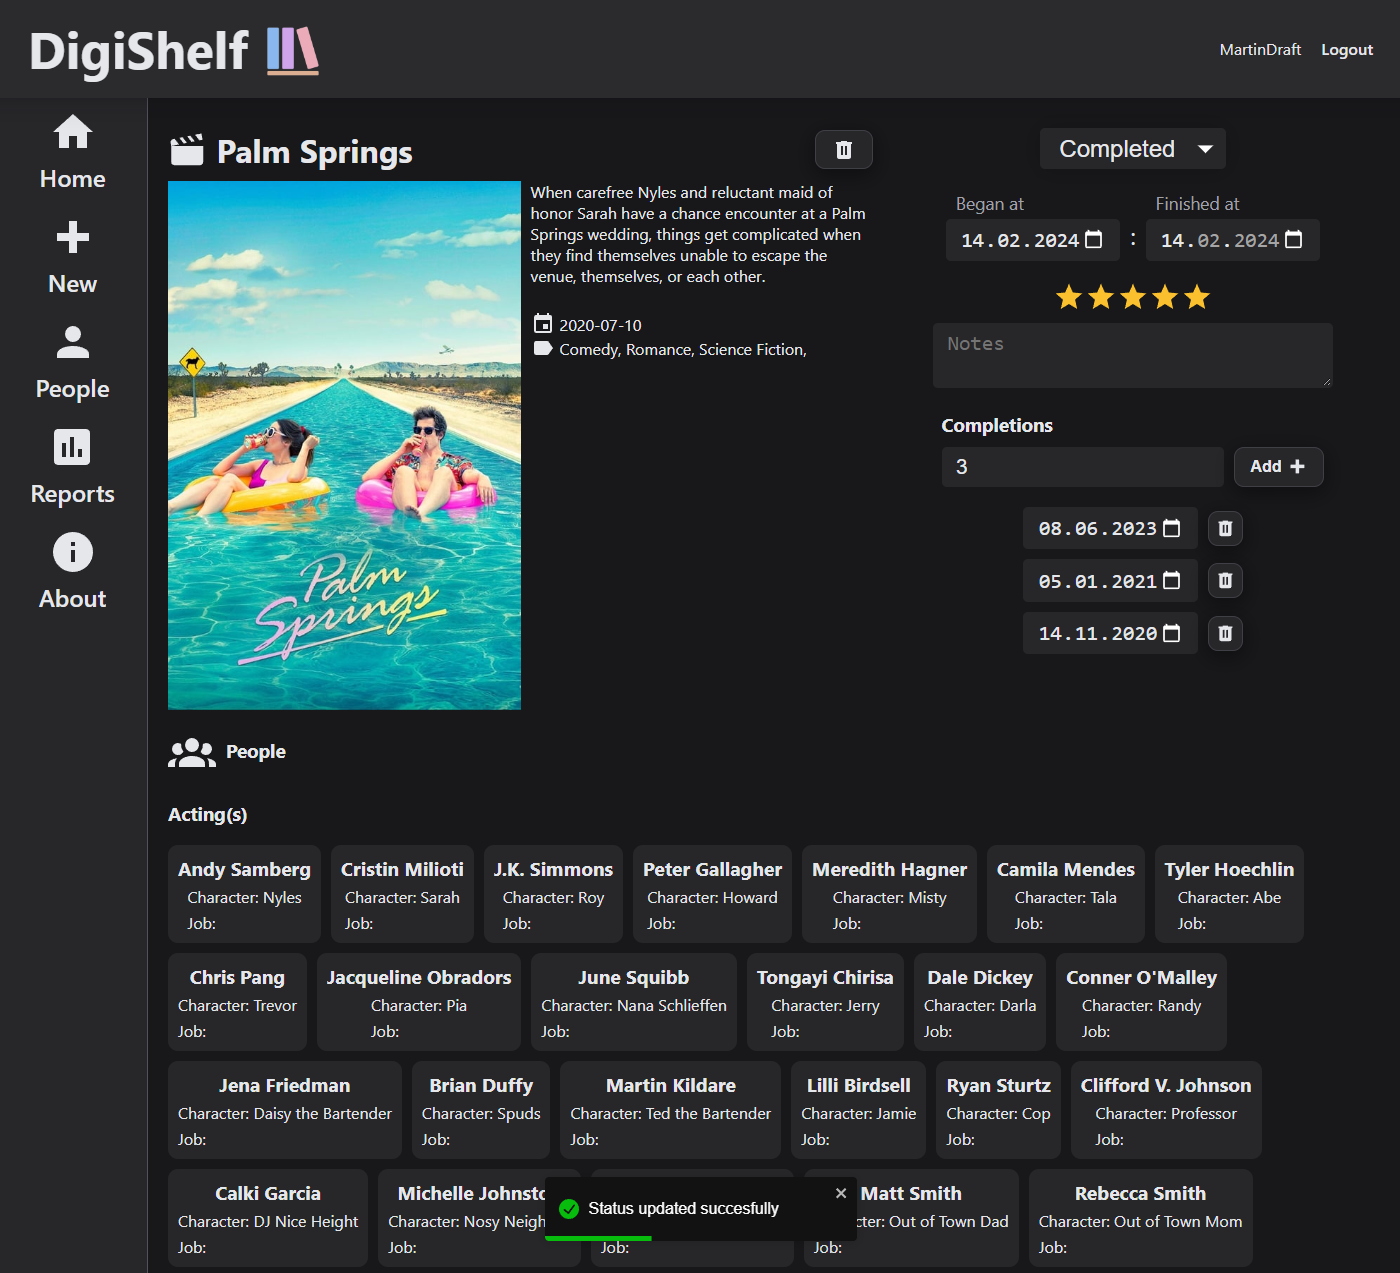 DigiShelf
MartinDraft Logout
Home
New
People
Reports
About
Palm Springs
When carefree Nyles and reluctant maid of
honor Sarah have a chance encounter at a Palm
Springs wedding, things get complicated when
they find themselves unable to escape the
venue, themselves, or each other.
2020-07-10
Comedy, Romance, Science Fiction,
Palm
Springs
Completed
Began at Finished at
14.02.2024 : 14.02.2024
Notes
Completions
3 Add
08.06.2023
05.01.2021
14.11.2020
People
Acting(s)
Andy Samberg Cristin Milioti J.K. Simmons Peter Gallagher Meredith Hagner Camila Mendes Tyler Hoechlin
Character: Nyles Character: Sarah Character: Roy Character: Howard Character: Misty Character: Tala Character: Abe
Job: Job: Job: Job: Job: Job: Job:
Chris Pang Jacqueline Obradors June Squibb Tongayi Chirisa Dale Dickey Conner O'Malley
Character: Trevor Character: Pia Character: Nana Schlieffen Character: Jerry Character: Darla Character: Randy
Job: Job: Job: Job: Job: Job:
Jena Friedman Brian Duffy Martin Kildare Lilli Birdsell Ryan Sturtz Clifford V. Johnson
Character: Daisy the Bartender Character: Spuds Character: Ted the Bartender Character: Jamie Character: Cop Character: Professor
Job: Job: Job: Job: Job: Job:
Calki Garcia Michelle Matt Smith Rebecca Smith
Character: DJ Nice Height Character: Nosy Out of Town Dad Character: Out of Town Mom
Job: Job: Job: Job: Job:
Status updated succesfully